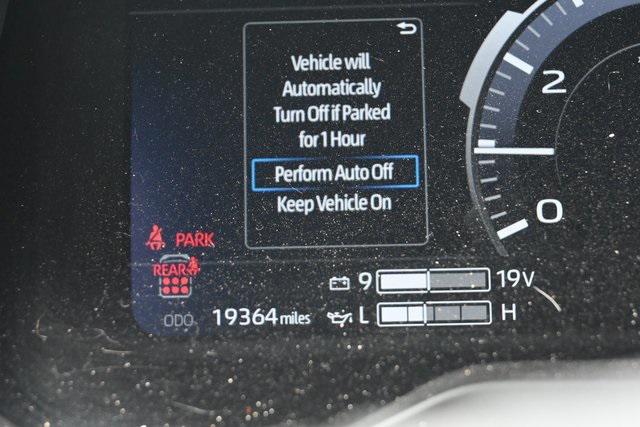 Vehicle will
Automatically
Turn Off if Parked
for 1 Hour
Perform Auto Off
Keep Vehicle On
2
0
PARK
REAR
9 19V
ODO 19364 miles L H